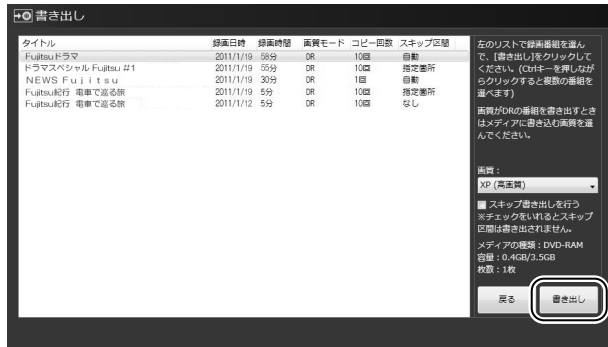 書き出し
タイトル 録画日時 録画時間 画質モード コピー回数 スキップ区間
Fujitsuドラマ 2011/1/19 58分 DR 10回 自動
ドラマスペシャル Fujitsu #1 2011/1/19 55分 DR 10回 指定箇所
ＮＥＷＳ Ｆｕｊｉｔｓｕ 2011/1/19 30分 DR 1回 自動
Fujitsu紀行 電車で巡る旅 2011/1/19 5分 DR 10回 指定箇所
Fujitsu紀行 電車で巡る旅 2011/1/12 5分 DR 10回 なし
左のリストで録画番組を選ん
で、[書き出し]をクリックして
ください。(Ctrlキーを押しなが
らクリックすると複数の番組を
選べます)
画質がDRの番組を書き出すとき
はメディアに書き込む画質を選
んでください。
画質：
XP (高画質)
スキップ書き出しを行う
※チェックをいれるとスキップ
区間は書き出されません。
メディアの種類：DVD-RAM
容量：0.4GB/3.5GB
枚数：1枚
戻る 書き出し